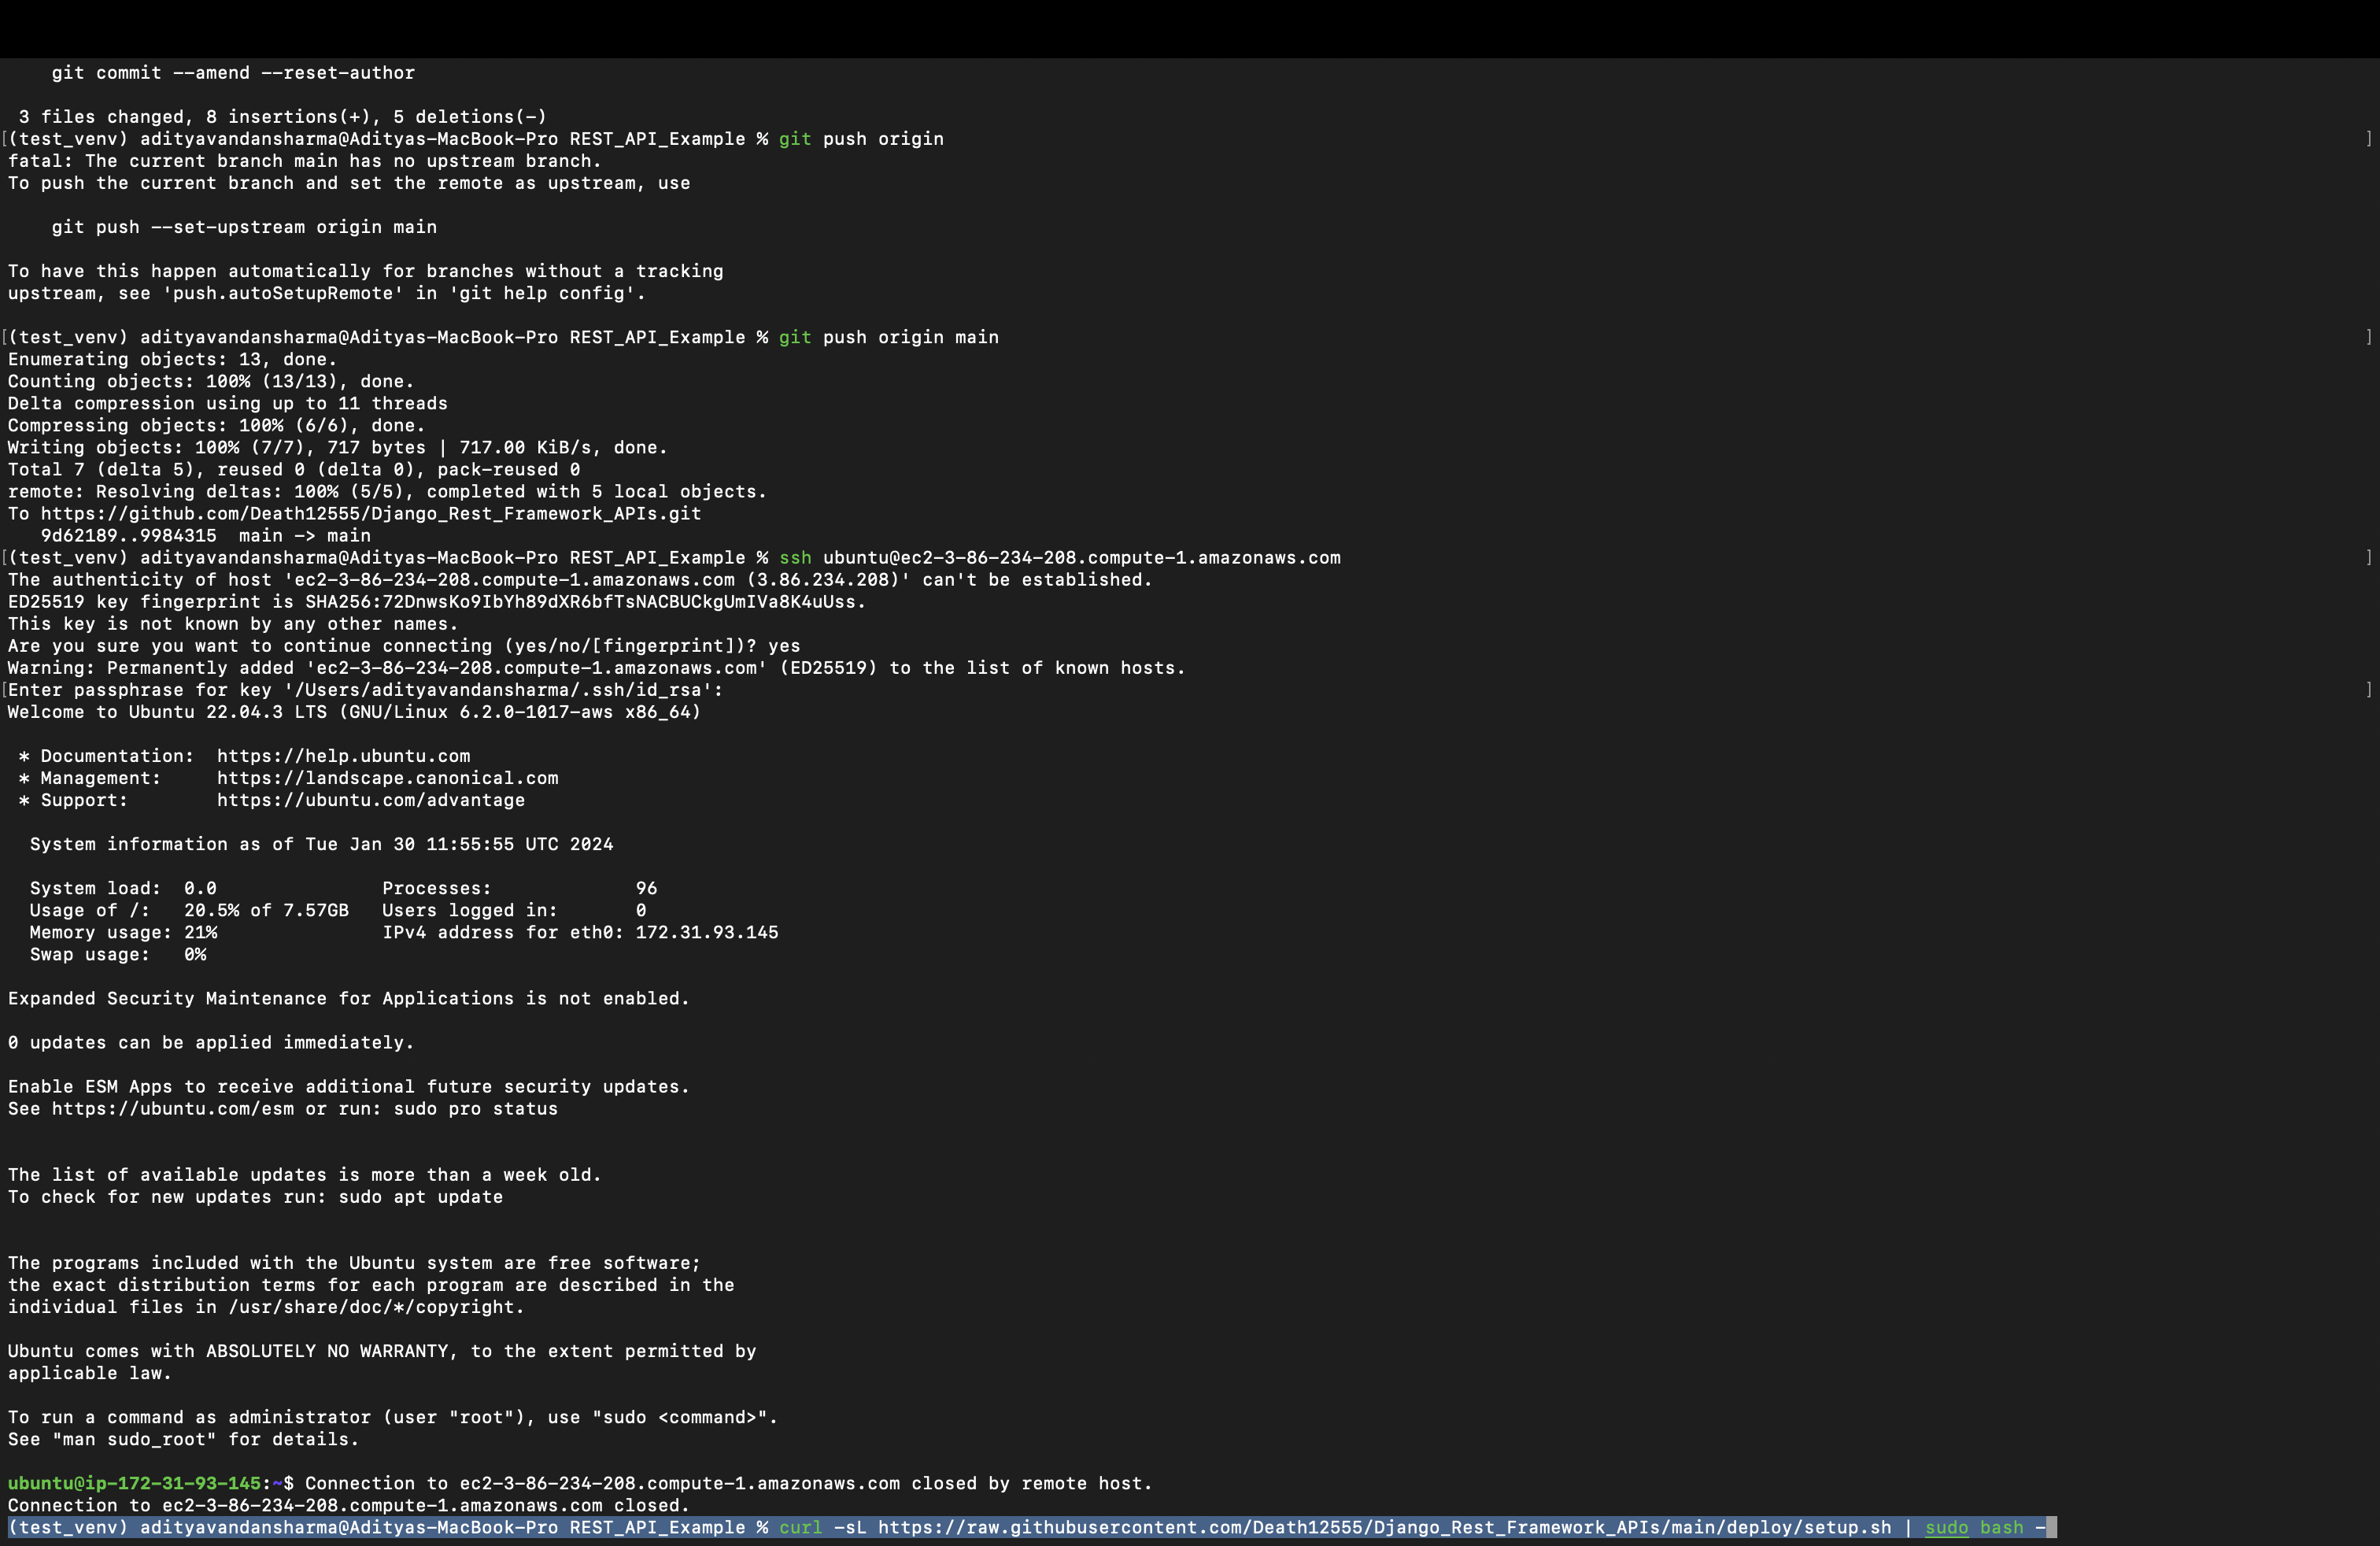 git commit --amend --reset-author
3 files changed, 8 insertions(+), 5 deletions(-)
[(test_venv) adityavandansharma@Adityas-MacBook-Pro REST_API_Example % git push origin ]
fatal: The current branch main has no upstream branch.
To push the current branch and set the remote as upstream, use
git push --set-upstream origin main
To have this happen automatically for branches without a tracking
upstream, see 'push.autoSetupRemote' in 'git help config'.
[(test_venv) adityavandansharma@Adityas-MacBook-Pro REST_API_Example % git push origin main ]
Enumerating objects: 13, done.
Counting objects: 100% (13/13), done.
Delta compression using up to 11 threads
Compressing objects: 100% (6/6), done.
Writing objects: 100% (7/7), 717 bytes | 717.00 KiB/s, done.
Total 7 (delta 5), reused 0 (delta 0), pack-reused 0
remote: Resolving deltas: 100% (5/5), completed with 5 local objects.
To https://github.com/Death12555/Django_Rest_Framework_APIs.git
9d62189..9984315  main -> main
[(test_venv) adityavandansharma@Adityas-MacBook-Pro REST_API_Example % ssh ubuntu@ec2-3-86-234-208.compute-1.amazonaws.com ]
The authenticity of host 'ec2-3-86-234-208.compute-1.amazonaws.com (3.86.234.208)' can't be established.
ED25519 key fingerprint is SHA256:72DnwsKo9IbYh89dXR6bfTsNACBUCkgUmIVa8K4uUss.
This key is not known by any other names.
Are you sure you want to continue connecting (yes/no/[fingerprint])? yes
Warning: Permanently added 'ec2-3-86-234-208.compute-1.amazonaws.com' (ED25519) to the list of known hosts.
[Enter passphrase for key '/Users/adityavandansharma/.ssh/id_rsa': ]
Welcome to Ubuntu 22.04.3 LTS (GNU/Linux 6.2.0-1017-aws x86_64)
* Documentation:  https://help.ubuntu.com
* Management:     https://landscape.canonical.com
* Support:        https://ubuntu.com/advantage
System information as of Tue Jan 30 11:55:55 UTC 2024
System load:  0.0               Processes:             96
Usage of /:   20.5% of 7.57GB   Users logged in:       0
Memory usage: 21%               IPv4 address for eth0: 172.31.93.145
Swap usage:   0%
Expanded Security Maintenance for Applications is not enabled.
0 updates can be applied immediately.
Enable ESM Apps to receive additional future security updates.
See https://ubuntu.com/esm or run: sudo pro status
The list of available updates is more than a week old.
To check for new updates run: sudo apt update
The programs included with the Ubuntu system are free software;
the exact distribution terms for each program are described in the
individual files in /usr/share/doc/*/copyright.
Ubuntu comes with ABSOLUTELY NO WARRANTY, to the extent permitted by
applicable law.
To run a command as administrator (user "root"), use "sudo <command>".
See "man sudo_root" for details.
ubuntu@ip-172-31-93-145:~$ Connection to ec2-3-86-234-208.compute-1.amazonaws.com closed by remote host.
Connection to ec2-3-86-234-208.compute-1.amazonaws.com closed.
(test_venv) adityavandansharma@Adityas-MacBook-Pro REST_API_Example % curl -sL https://raw.githubusercontent.com/Death12555/Django_Rest_Framework_APIs/main/deploy/setup.sh | sudo bash -